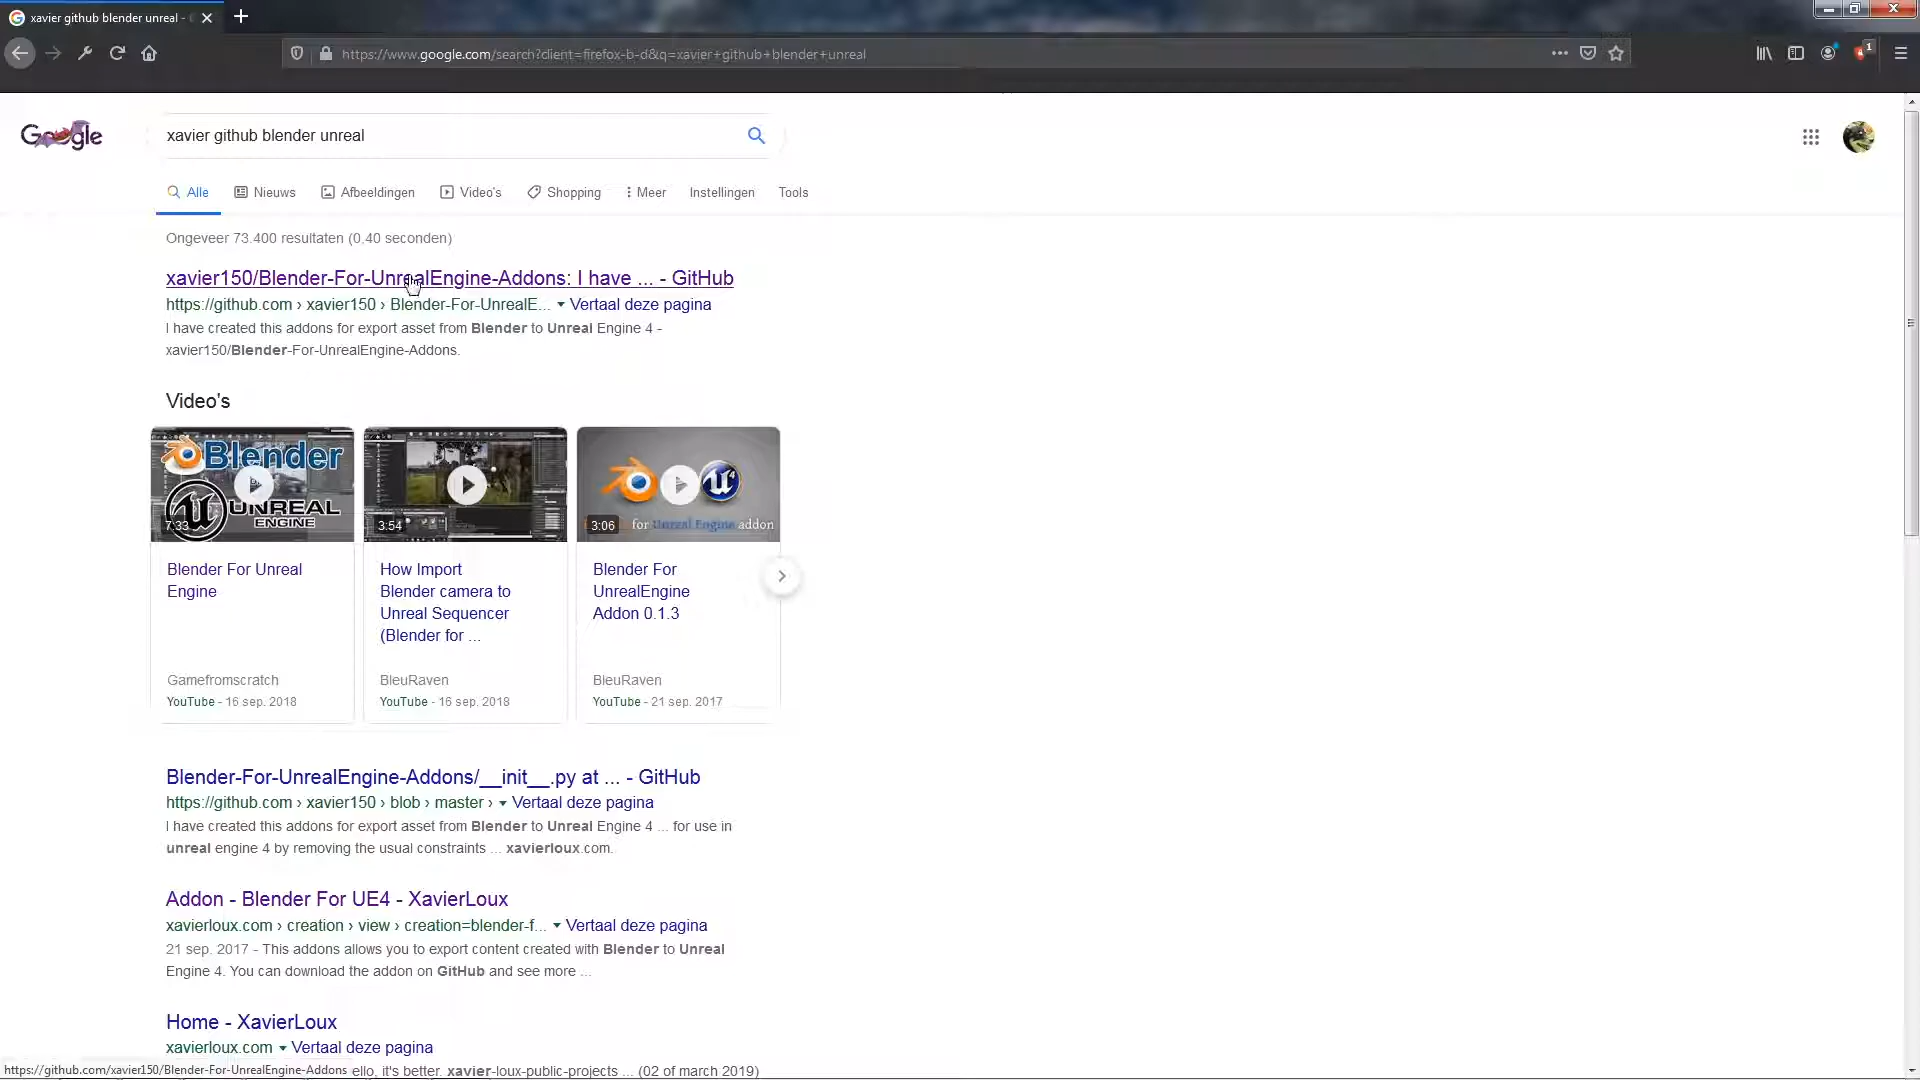 xavier github blender unreal -
https://www.google.com/search?client=firefox-b-d&q=xavier+github+blender+unreal
1
Google
xavier github blender unreal
Alle
Nieuws
Afbeeldingen
Video's
Shopping
Meer
Instellingen
Tools
Ongeveer 73.400 resultaten (0,40 seconden)
xavier150/Blender-For-UnrealEngine-Addons: I have ... - GitHub
https://github.com › xavier150 › Blender-For-UnrealE... Vertaal deze pagina
I have created this addons for export asset from Blender to Unreal Engine 4 -
xavier150/Blender-For-UnrealEngine-Addons.
Video's
Blender
UNREAL
ENGINE
7:33
3:54
3:06
for Unreal Engine addon
Blender For Unreal
Engine
Gamefromscratch
YouTube - 16 sep. 2018
How Import
Blender camera to
Unreal Sequencer
(Blender for ...
BleuRaven
YouTube - 16 sep. 2018
Blender For
UnrealEngine
Addon 0.1.3
BleuRaven
YouTube - 21 sep. 2017
Blender-For-UnrealEngine-Addons/__init__.py at ... - GitHub
https://github.com › xavier150 › blob › master › Vertaal deze pagina
I have created this addons for export asset from Blender to Unreal Engine 4 ... for use in
unreal engine 4 by removing the usual constraints ... xavierloux.com.
Addon - Blender For UE4 - XavierLoux
xavierloux.com › creation › view › creation=blender-f... Vertaal deze pagina
21 sep. 2017 - This addons allows you to export content created with Blender to Unreal
Engine 4. You can download the addon on GitHub and see more ...
Home - XavierLoux
xavierloux.com Vertaal deze pagina
https://github.com/xavier150/Blender-For-UnrealEngine-Addons
ello, it's better. xavier-loux-public-projects ... (02 of march 2019)